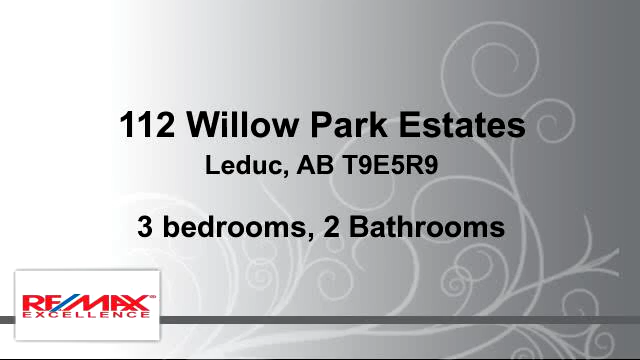 112 Willow Park Estates
Leduc, AB T9E5R9
3 bedrooms, 2 Bathrooms
RE/MAX
EXCELLENCE